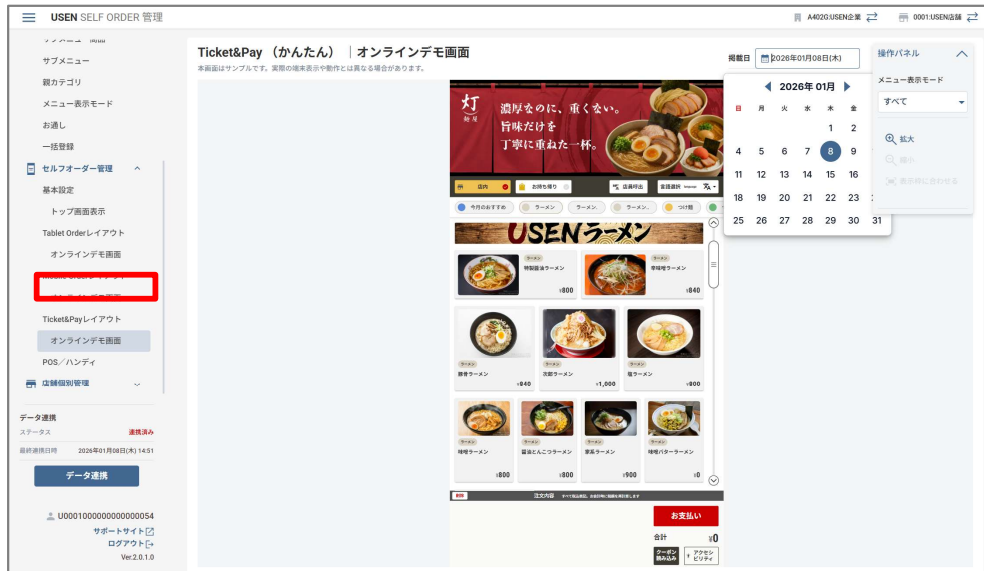 USEN SELF ORDER 管理
A402G:USEN企業
0001:USEN店舗
サブメニュー
親カテゴリ
メニュー表示モード
お通し
一括登録
セルフオーダー管理
基本設定
トップ画面表示
Tablet Orderレイアウト
オンラインデモ画面
Ticket&Payレイアウト
オンラインデモ画面
POS／ハンディ
店舗個別管理
データ連携
ステータス 連携済み
最終連携日時 2026年01月08日(木) 14:51
データ連携
U0001000000000000054
サポートサイト
ログアウト
Ver.2.0.1.0
Ticket&Pay （かんたん） ｜オンラインデモ画面
本画面はサンプルです。実際の端末表示や動作とは異なる場合があります。
掲載日 2026年01月08日(木)
2026年 01月
日 月 火 水 木 金
1 2
4 5 6 7 8 9
11 12 13 14 15 16
18 19 20 21 22 23
25 26 27 28 29 30 31
操作パネル
メニュー表示モード
すべて
拡大
縮小
表示枠に合わせる
灯
麺屋
濃厚なのに、重くない。
旨味だけを
丁寧に重ねた一杯。
店内 お持ち帰り 店員呼出 言語選択 language
今月のおすすめ ラーメン ラーメン. ラーメン.. つけ麺
USENラーメン
ラーメン
特製醤油ラーメン
¥800
ラーメン
辛味噌ラーメン
¥840
ラーメン
豚骨ラーメン
¥840
ラーメン
次郎ラーメン
¥1,000
ラーメン
塩ラーメン
¥800
ラーメン
味噌ラーメン
¥800
ラーメン
醤油とんこつラーメン
¥800
ラーメン
家系ラーメン
¥900
ラーメン
味噌バターラーメン
¥0
注文内容
お支払い
合計 ¥0
クーポン
読み込み
アクセシ
ビリティ